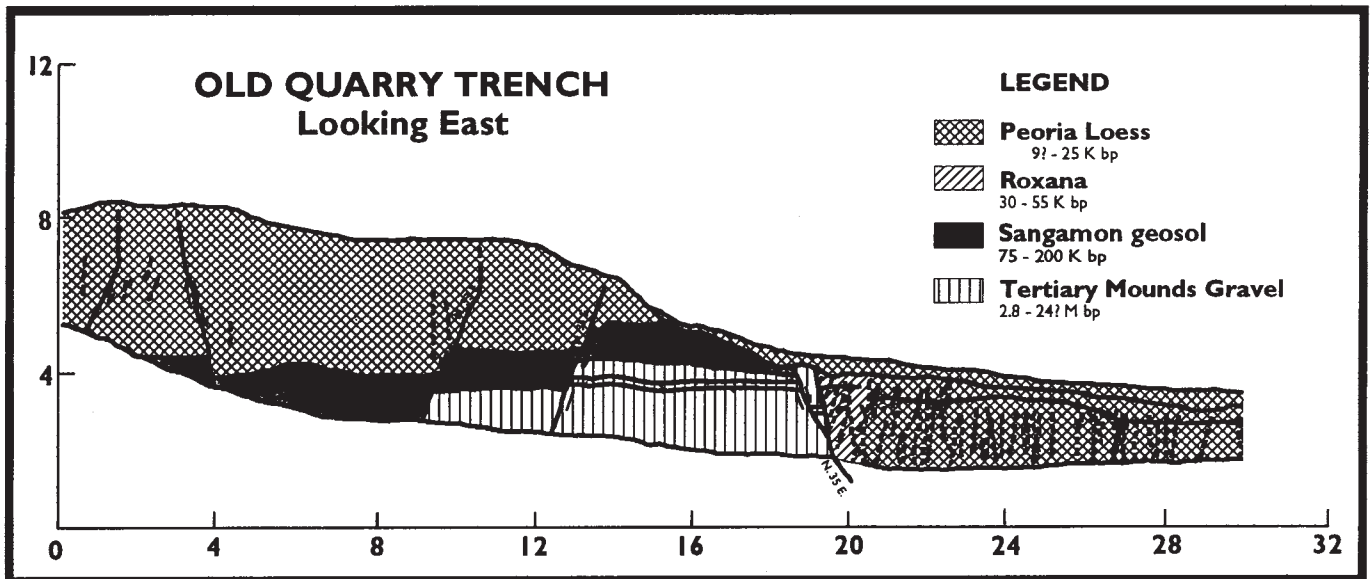 OLD QUARRY TRENCH
Looking East
LEGEND
Peoria Loess
9? - 25 K bp
Roxana
30 - 55 K bp
Sangamon geosol
75 - 200 K bp
Tertiary Mounds Gravel
2.8 - 24? M bp
12
8
4
N. 35 E.
0 4 8 12 16 20 24 28 32